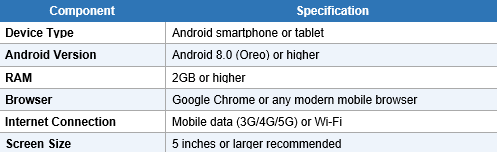 Component Specification
Device Type Android smartphone or tablet
Android Version Android 8.0 (Oreo) or higher
RAM 2GB or higher
Browser Google Chrome or any modern mobile browser
Internet Connection Mobile data (3G/4G/5G) or Wi-Fi
Screen Size 5 inches or larger recommended